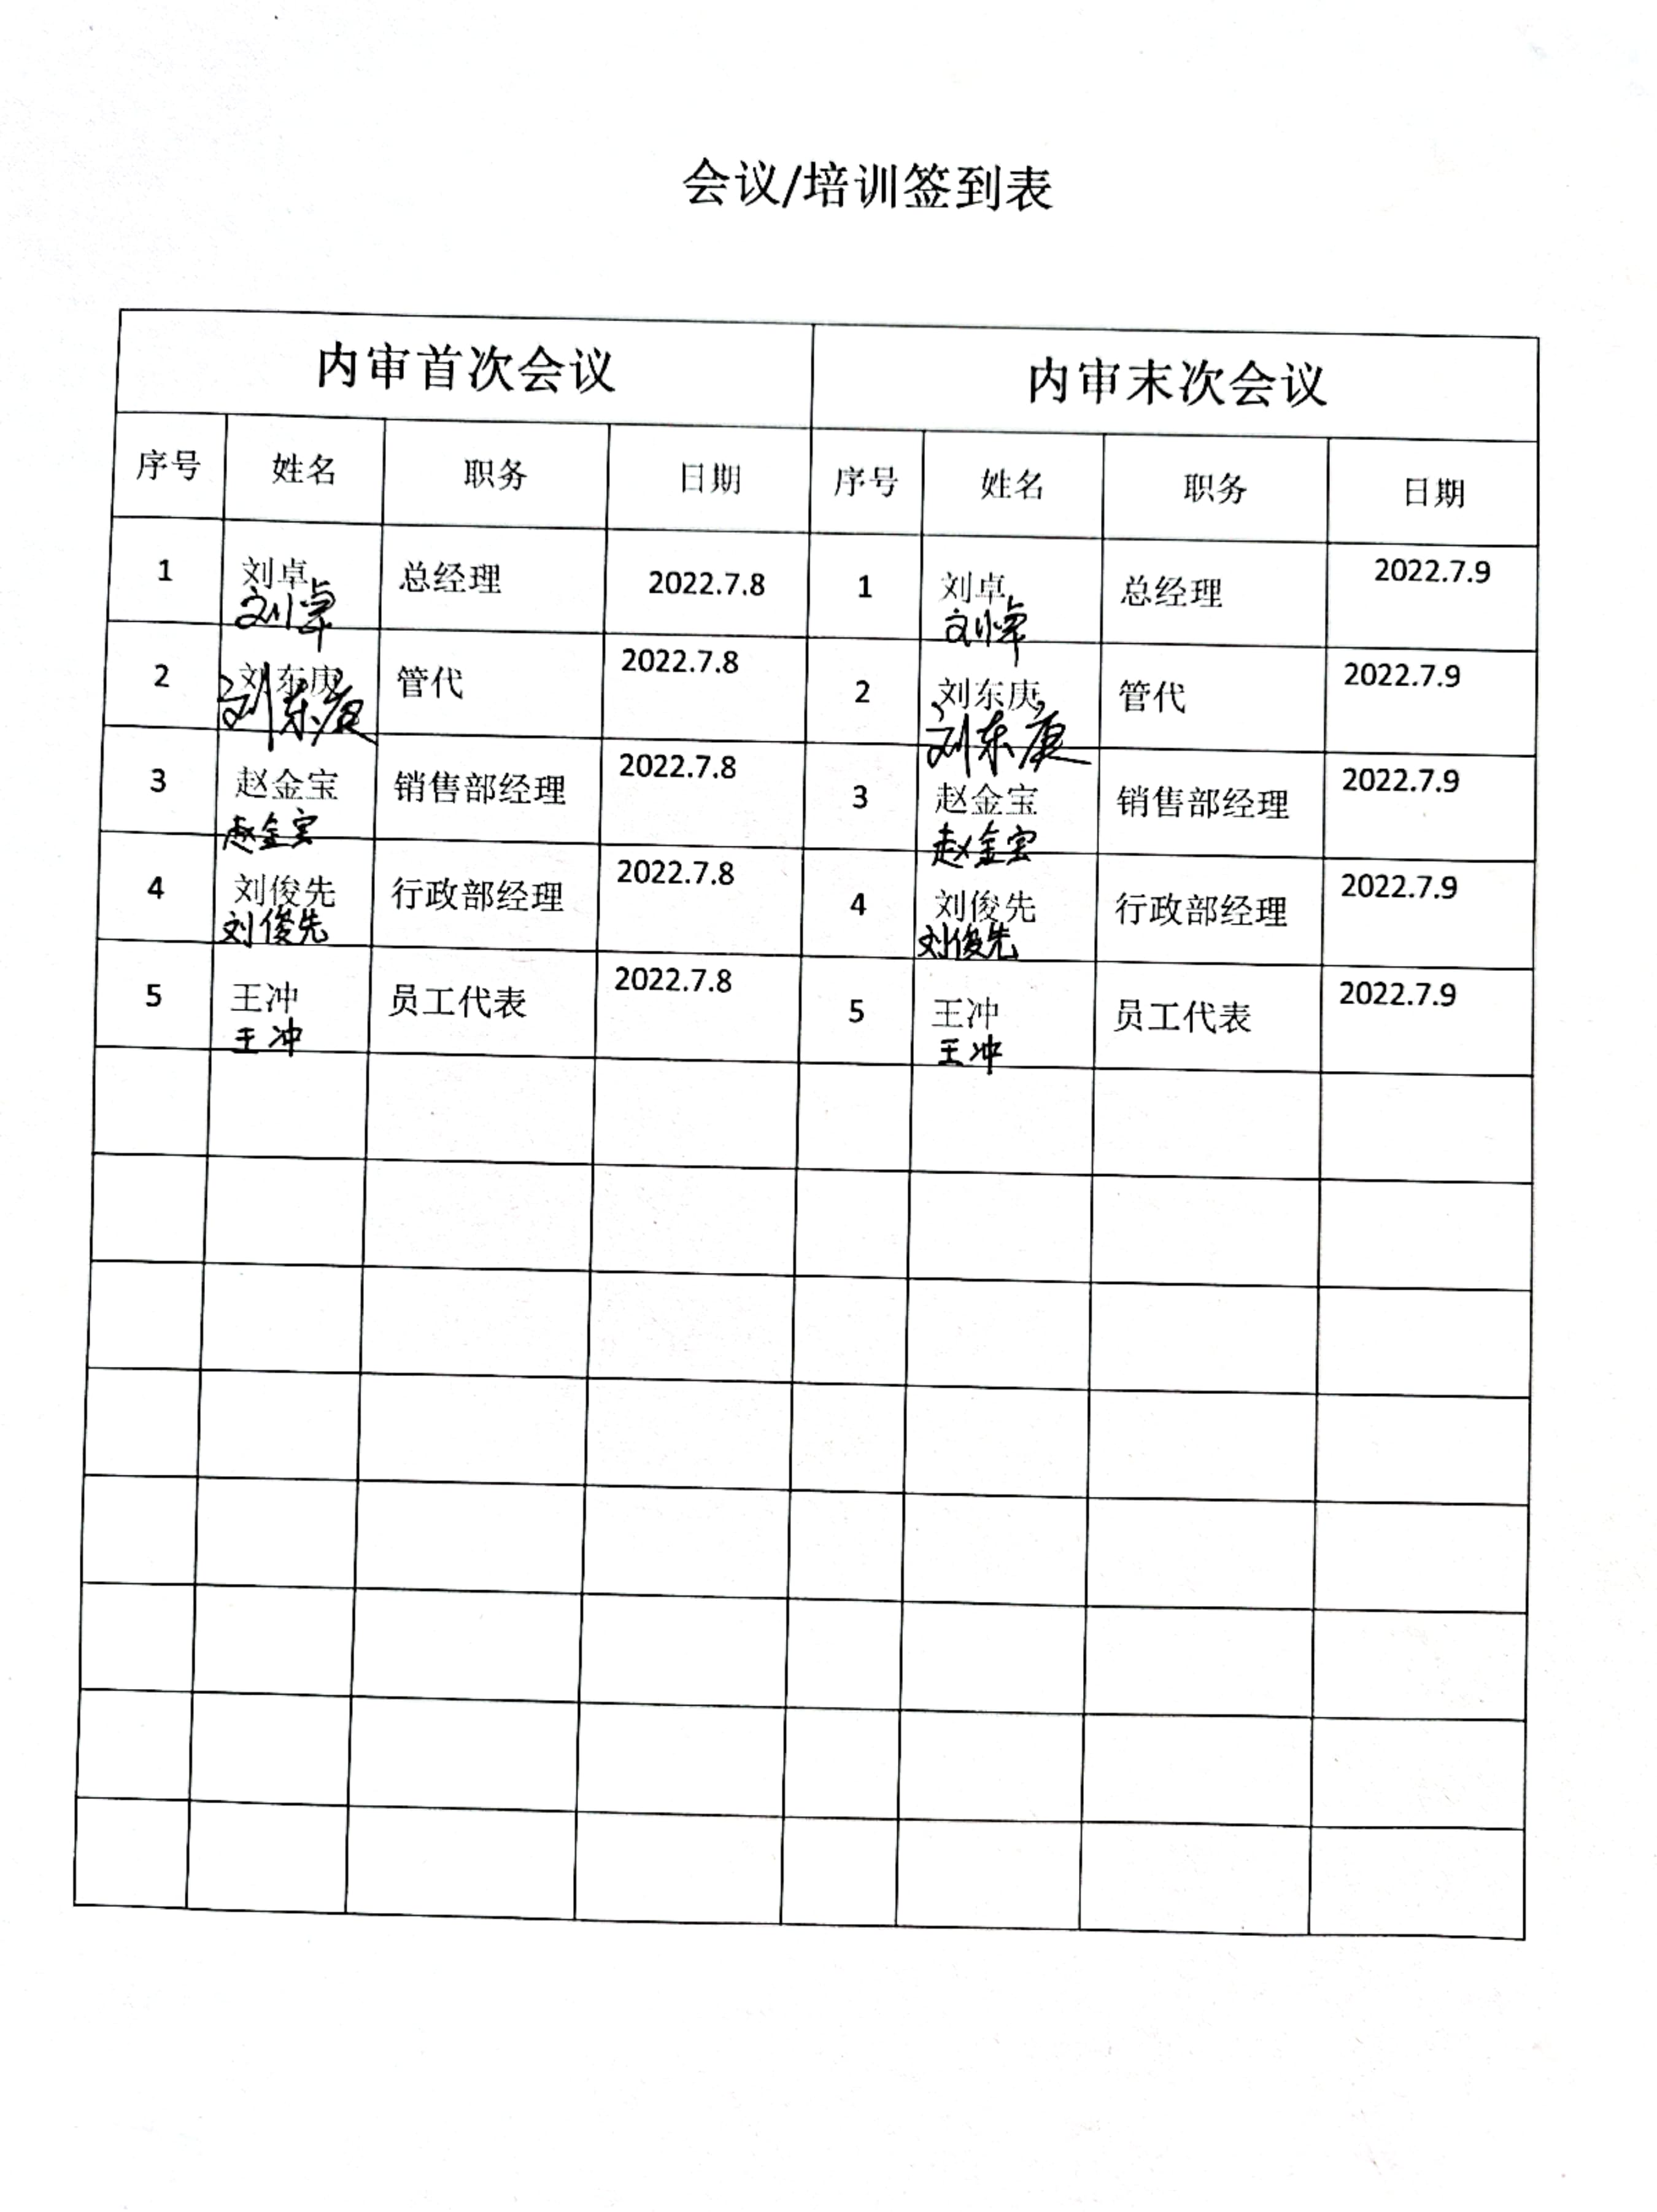 会议/培训签到表
内审首次会议 内审末次会议
序号 姓名 职务 日期 序号 姓名 职务 日期
1 刘卓 总经理 2022.7.8 1 刘卓 总经理 2022.7.9
刘卓 刘卓
2 刘东庚 管代 2022.7.8 2 刘东庚 管代 2022.7.9
刘东庚 刘东庚
3 赵金宝 销售部经理 2022.7.8 3 赵金宝 销售部经理 2022.7.9
赵金宝 赵金宝
4 刘俊先 行政部经理 2022.7.8 4 刘俊先 行政部经理 2022.7.9
刘俊先 刘俊先
5 王冲 员工代表 2022.7.8 5 王冲 员工代表 2022.7.9
王冲 王冲